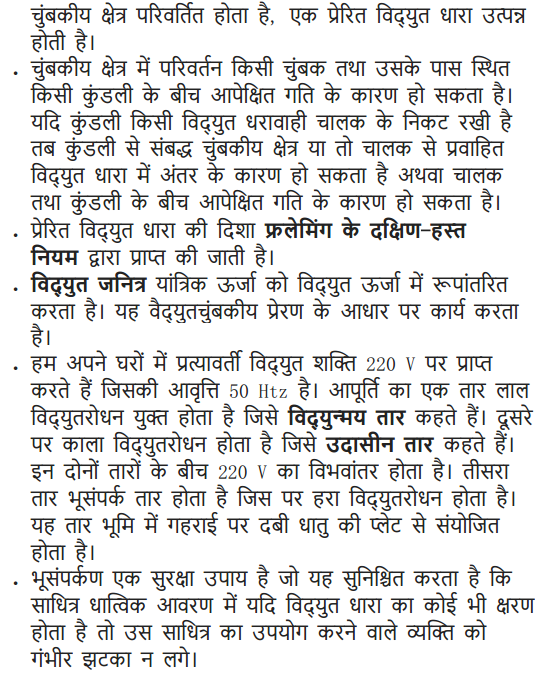 चुंबकीय क्षेत्र परिवर्तित होता है, एक प्रेरित विद्युत धारा उत्पन्न
होती है।
• चुंबकीय क्षेत्र में परिवर्तन किसी चुंबक तथा उसके पास स्थित
किसी कुंडली के बीच आपेक्षित गति के कारण हो सकता है।
यदि कुंडली किसी विद्युत धरावाही चालक के निकट रखी है
तब कुंडली से संबद्ध चुंबकीय क्षेत्र या तो चालक से प्रवाहित
विद्युत धारा में अंतर के कारण हो सकता है अथवा चालक
तथा कुंडली के बीच आपेक्षित गति के कारण हो सकता है।
• प्रेरित विद्युत धारा की दिशा फ्रलेमिंग के दक्षिण-हस्त
नियम द्वारा प्राप्त की जाती है।
• विद्युत जनित्र यांत्रिक ऊर्जा को विद्युत ऊर्जा में रूपांतरित
करता है। यह वैद्युतचुंबकीय प्रेरण के आधार पर कार्य करता
है।
• हम अपने घरों में प्रत्यावर्ती विद्युत शक्ति 220 V पर प्राप्त
करते हैं जिसकी आवृत्ति 50 Htz है। आपूर्ति का एक तार लाल
विद्युतरोधन युक्त होता है जिसे विद्युन्मय तार कहते हैं। दूसरे
पर काला विद्युतरोधन होता है जिसे उदासीन तार कहते हैं।
इन दोनों तारों के बीच 220 V का विभवांतर होता है। तीसरा
तार भूसंपर्क तार होता है जिस पर हरा विद्युतरोधन होता है।
यह तार भूमि में गहराई पर दबी धातु की प्लेट से संयोजित
होता है।
• भूसंपर्कण एक सुरक्षा उपाय है जो यह सुनिश्चित करता है कि
साधित्र धात्विक आवरण में यदि विद्युत धारा का कोई भी क्षरण
होता है तो उस साधित्र का उपयोग करने वाले व्यक्ति को
गंभीर झटका न लगे।